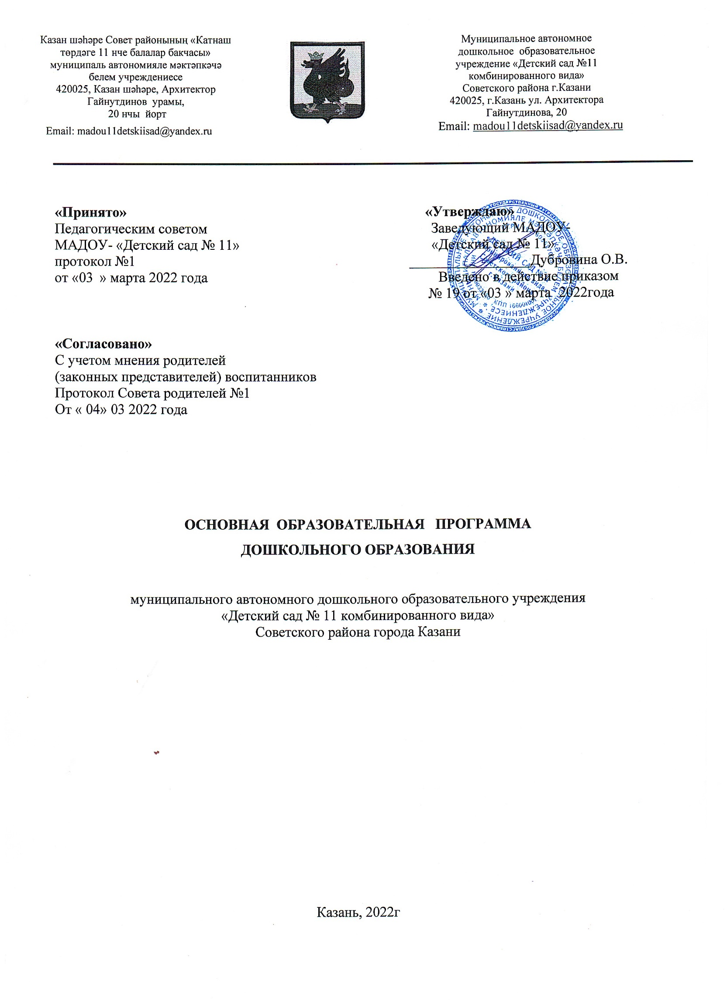 Казан шәһәре Совет районының «Катнаш
төрдәге 11 нче балалар бакчасы»
муниципаль автономияле мәктәпкәчә
белем учреждениесе
420025, Казан шәһәре, Архитектор
Гайнутдинов урамы,
20 нчы йорт
Email: madou11detskiisad@yandex.ru
Муниципальное автономное
дошкольное образовательное
учреждение «Детский сад №11
комбинированного вида»
Советского района г.Казани
420025, г.Казань ул. Архитектора
Гайнутдинова, 20
Email: madou11detskiisad@yandex.ru
«Принято»
Педагогическим советом
МАДОУ- «Детский сад № 11»
протокол №1
от «03 » марта 2022 года
«Утверждаю»
Заведующий МАДОУ-
«Детский сад № 11»
Дубровина О.В.
Введено в действие приказом
№ 19 от «03 » марта 2022года
КПП 166001001
«Согласовано»
С учетом мнения родителей
(законных представителей) воспитанников
Протокол Совета родителей №1
От « 04» 03 2022 года
ОСНОВНАЯ ОБРАЗОВАТЕЛЬНАЯ ПРОГРАММА
ДОШКОЛЬНОГО ОБРАЗОВАНИЯ
муниципального автономного дошкольного образовательного учреждения
«Детский сад № 11 комбинированного вида»
Советского района города Казани
Казань, 2022г